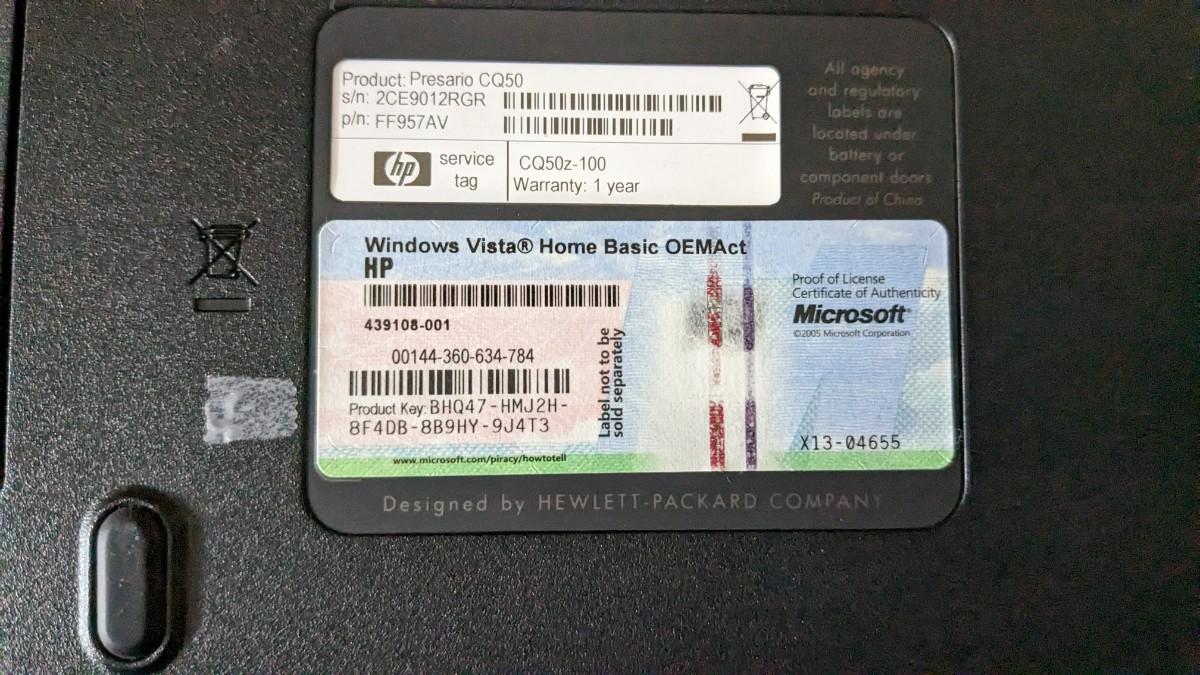 Product: Presario CQ50
s/n: 2CE9012RGR
p/n: FF957AV
hp service tag
CQ50z-100
Warranty: 1 year
All agency
and regulatory
labels are
located under
battery or
component doors
Product of China
Windows Vista® Home Basic OEMAct
HP
439108-001
00144-360-634-784
Product Key: BHQ47-HMJ2H-
8F4DB-8B9HY-9J4T3
www.microsoft.com/piracy/howtotell
Label not to be
sold separately
Proof of License
Certificate of Authenticity
Microsoft®
©2005 Microsoft Corporation
X13-04655
Designed by HEWLETT-PACKARD COMPANY